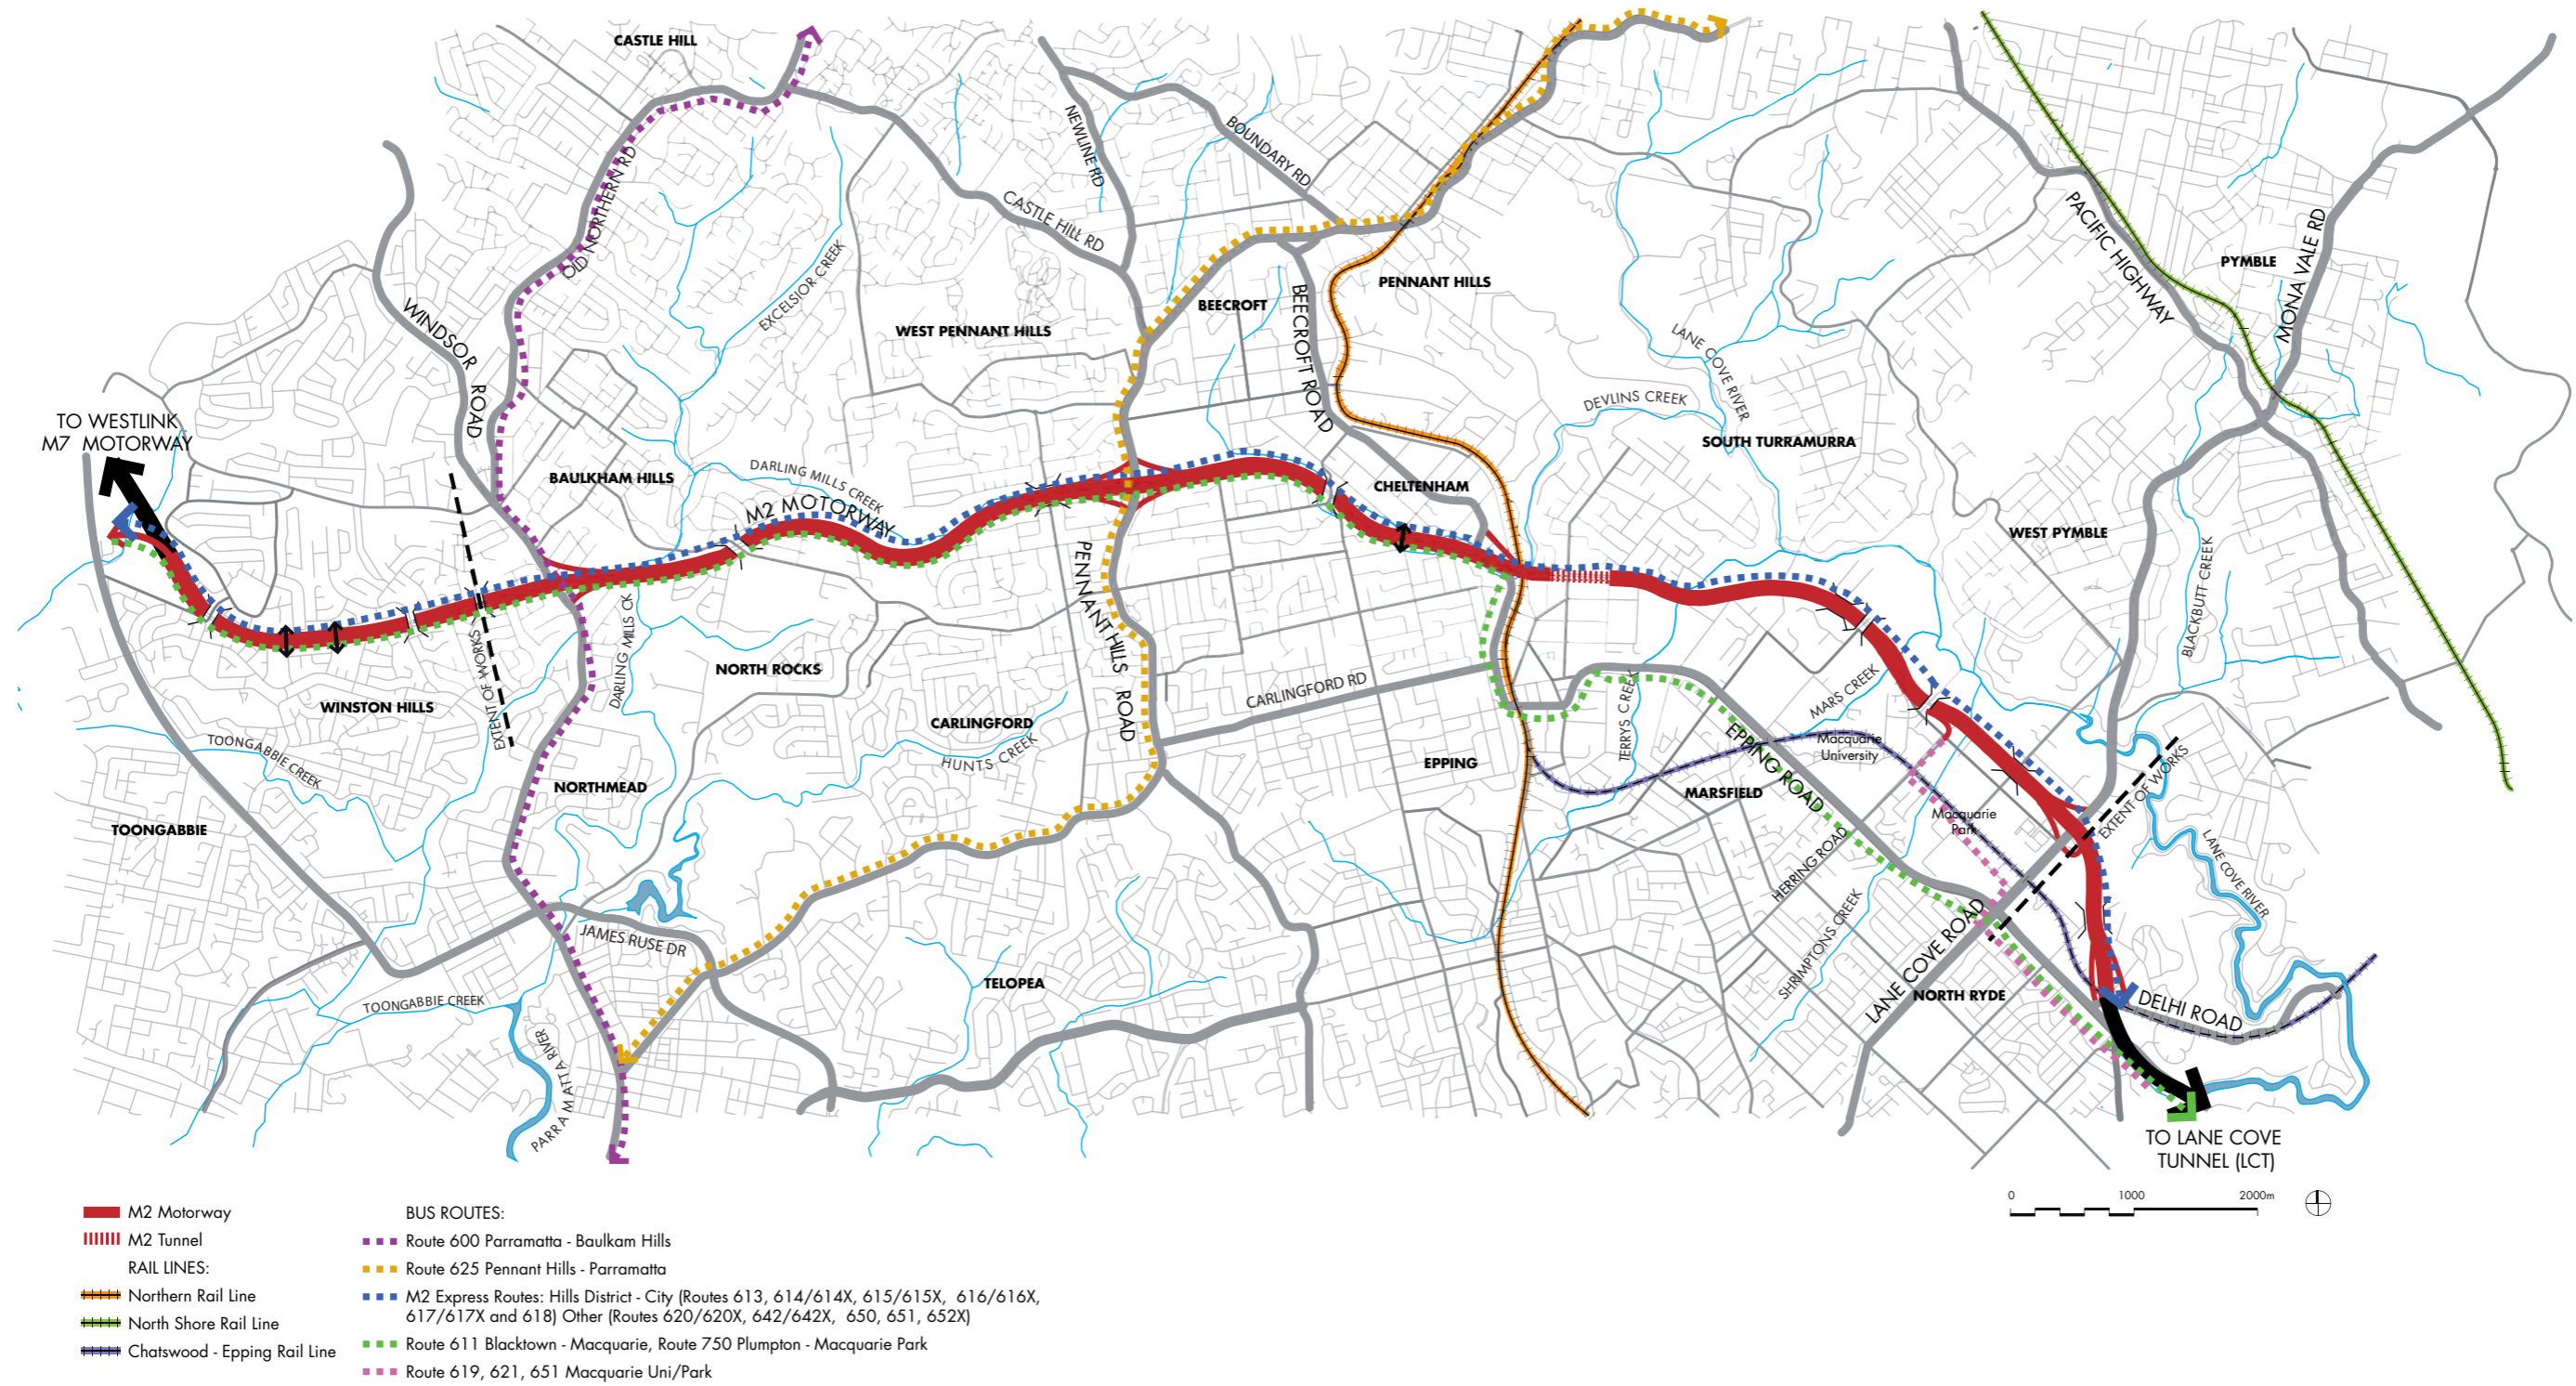 CASTLE HILL
NEWLINE RD
BOUNDARY RD
OLD NORTHERN RD
CASTLE HILL RD
PACIFIC HIGHWAY
MONA VALE RD
PYMBLE
EXCELSIOR CREEK
PENNANT HILLS
BEECROFT
BEECROFT ROAD
WINDSOR ROAD
WEST PENNANT HILLS
LANE COVE RIVER
DEVLINS CREEK
TO WESTLINK
M7 MOTORWAY
SOUTH TURRAMURRA
BAULKHAM HILLS
DARLING MILLS CREEK
M2 MOTORWAY
CHELTENHAM
WEST PYMBLE
BLACKBUTT CREEK
PENNANT HILLS ROAD
EXTENT OF WORKS
DARLING MILLS CK
NORTH ROCKS
CARLINGFORD RD
TERRYS CREEK
MARS CREEK
WINSTON HILLS
CARLINGFORD
HUNTS CREEK
TOONGABBIE CREEK
EPPING
EPPING ROAD
Macquarie
University
MARSFIELD
NORTHMEAD
Macquarie
Park
EXTENT OF WORKS
TOONGABBIE
HERRING ROAD
LANE COVE RIVER
SHRIMPTONS CREEK
JAMES RUSE DR
LANE COVE ROAD
TELOPEA
NORTH RYDE
DELHI ROAD
TOONGABBIE CREEK
PARRAMATTA RIVER
TO LANE COVE
TUNNEL (LCT)
0 1000 2000m
M2 Motorway
M2 Tunnel
RAIL LINES:
Northern Rail Line
North Shore Rail Line
Chatswood - Epping Rail Line
BUS ROUTES:
Route 600 Parramatta - Baulkam Hills
Route 625 Pennant Hills - Parramatta
M2 Express Routes: Hills District - City (Routes 613, 614/614X, 615/615X, 616/616X,
617/617X and 618) Other (Routes 620/620X, 642/642X, 650, 651, 652X)
Route 611 Blacktown - Macquarie, Route 750 Plumpton - Macquarie Park
Route 619, 621, 651 Macquarie Uni/Park